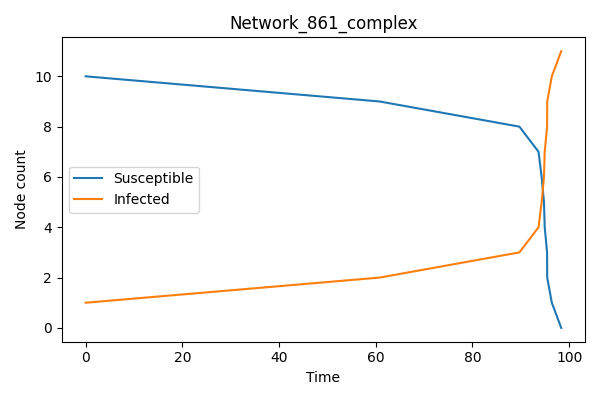 Network_861_complex
Node count
10
8
6
4
2
0
Susceptible
Infected
0 20 40 60 80 100
Time